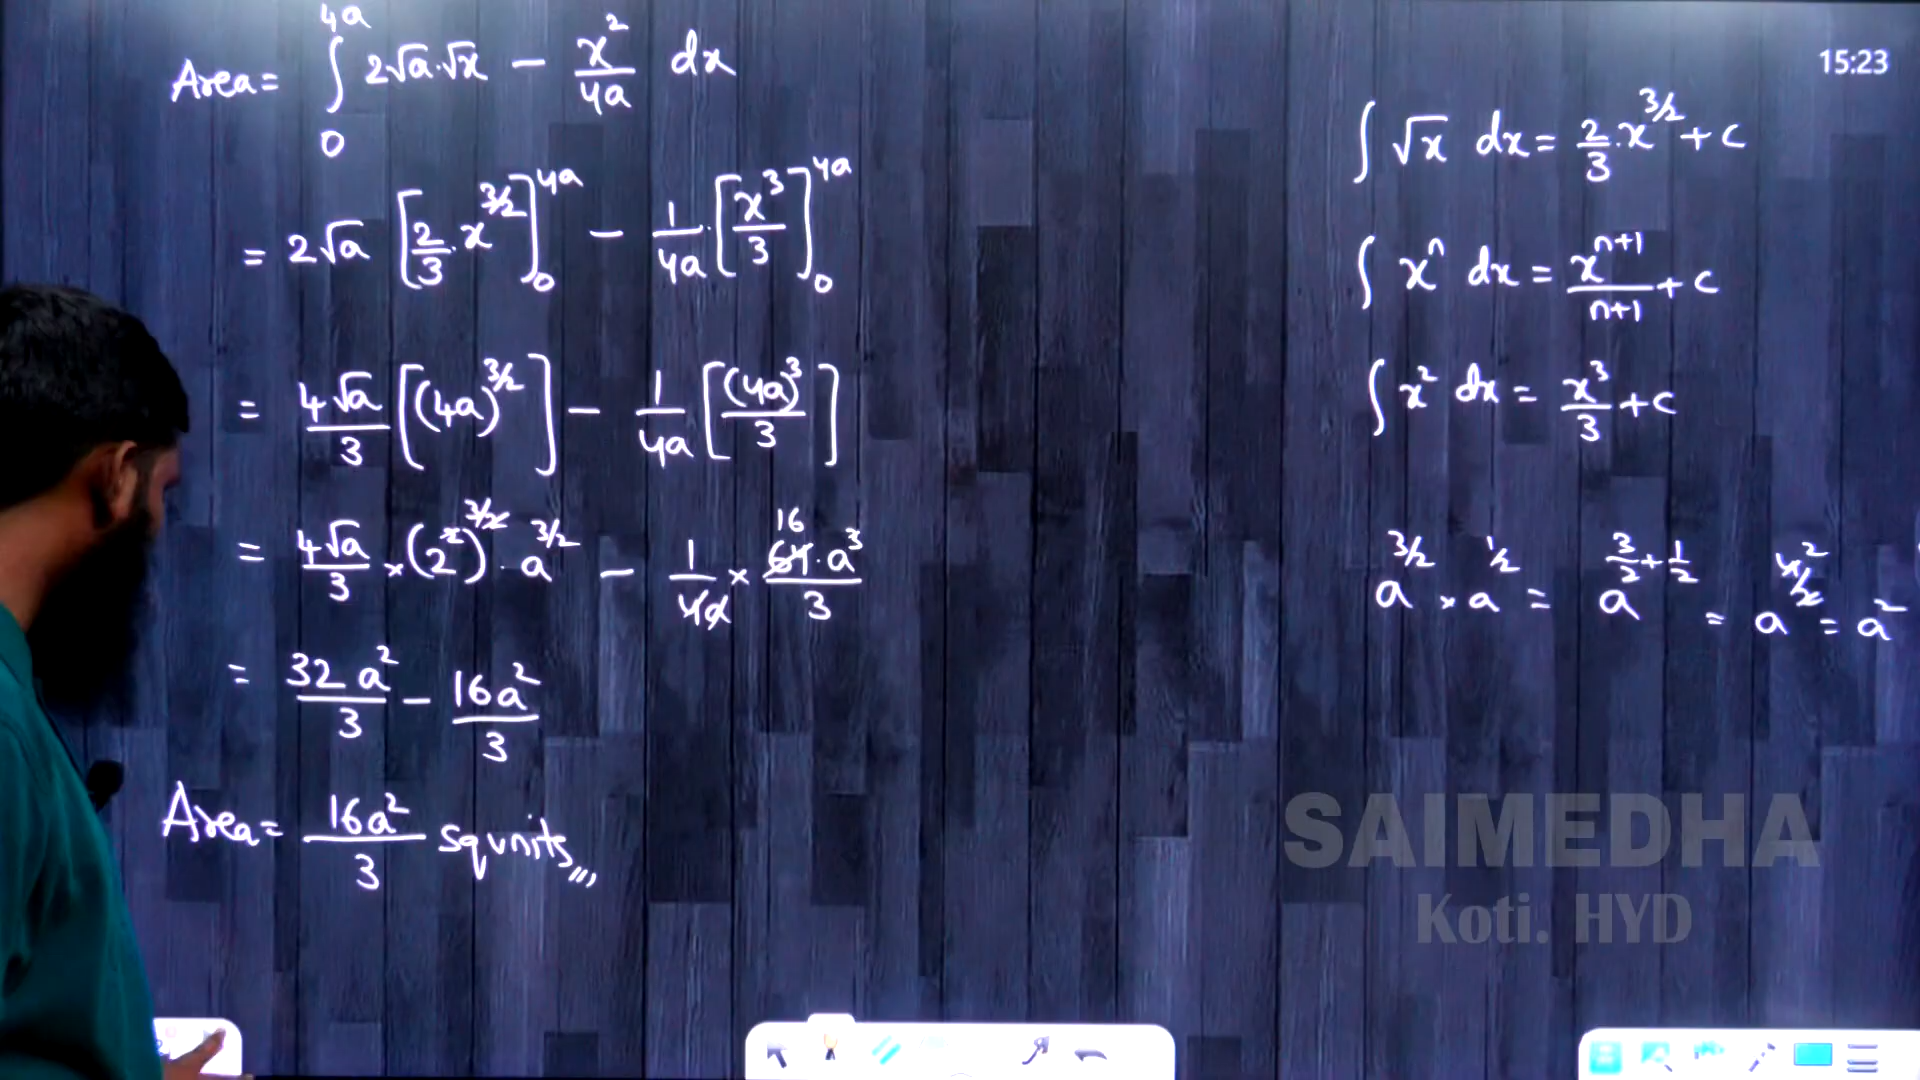 Area = ∫₀^{4a} 2√a·√x − x²/4a dx
= 2√a [2/3·x^{3/2}]₀^{4a} − 1/4a·[x³/3]₀^{4a}
= 4√a/3 [(4a)^{3/2}] − 1/4a [(4a)³/3]
= 4√a/3 × (2²)^{3/2}·a^{3/2} − 1/4a × 64·a³/3 16
= 32a²/3 − 16a²/3
Area = 16a²/3 squnits,,,
15:23
∫ √x dx = 2/3·x^{3/2} + c
∫ xⁿ dx = x^{n+1}/n+1 + c
∫ x² dx = x³/3 + c
a^{3/2} × a^{1/2} = a^{3/2+1/2} = a^{4/2} 2 = a²
SAIMEDHA
Koti. HYD